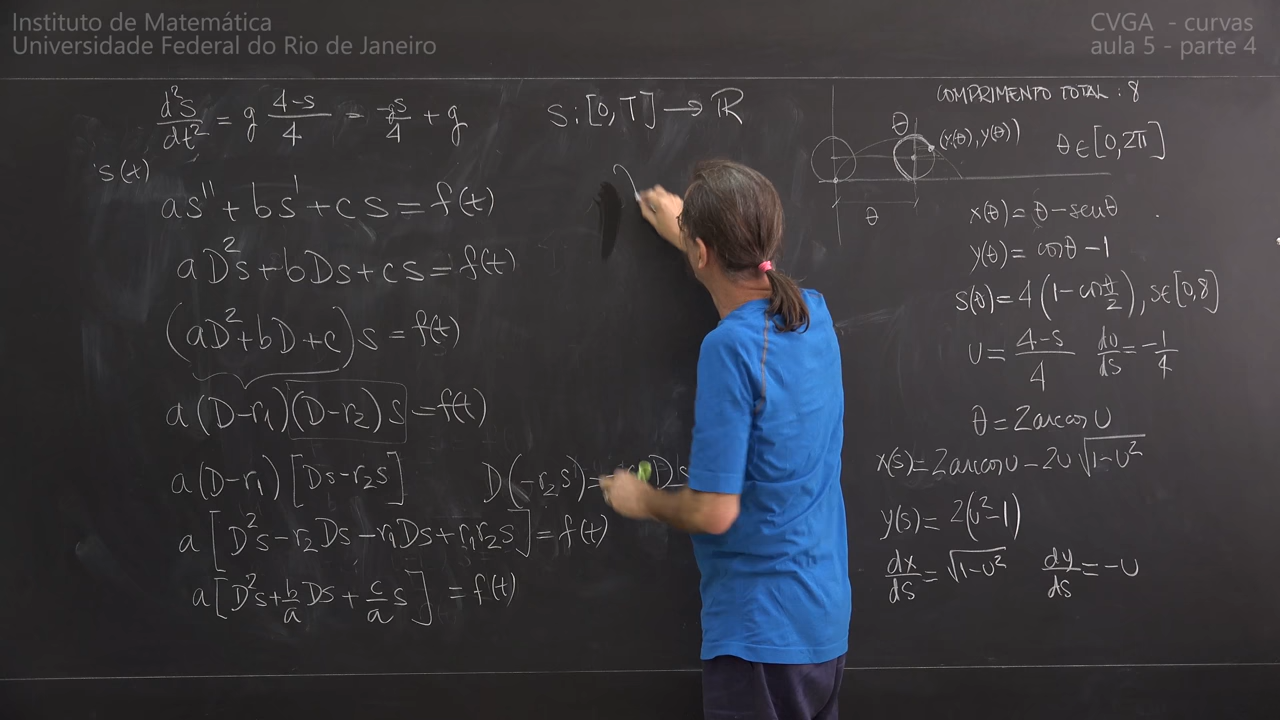 Instituto de Matemática
Universidade Federal do Rio de Janeiro
CVGA - curvas
aula 5 - parte 4
d²s/dt² = g (4-s)/4 = -gs/4 + g
s(t)
as'' + bs' + cs = f(t)
aD²s + bDs + cs = f(t)
(aD² + bD + c)s = f(t)
a(D-r₁)(D-r₂)s = f(t)
a(D-r₁)[Ds-r₂s]
D(-r₂s) =
a[D²s - r₂Ds - r₁Ds + r₁r₂s] = f(t)
a[D²s + b/a Ds + c/a s] = f(t)
s: [0,T] → ℝ
COMPRIMENTO TOTAL : 8
θ
(x(θ), y(θ))
θ ∈ [0,2π]
θ
x(θ) = θ - senθ
y(θ) = cosθ - 1
s(θ) = 4(1 - cos θ/2), s∈[0,8]
u = (4-s)/4 du/ds = -1/4
θ = 2arccos u
x(s) = 2arccos u - 2u √(1-u²)
y(s) = 2(u²-1)
dx/ds = √(1-u²) dy/ds = -u